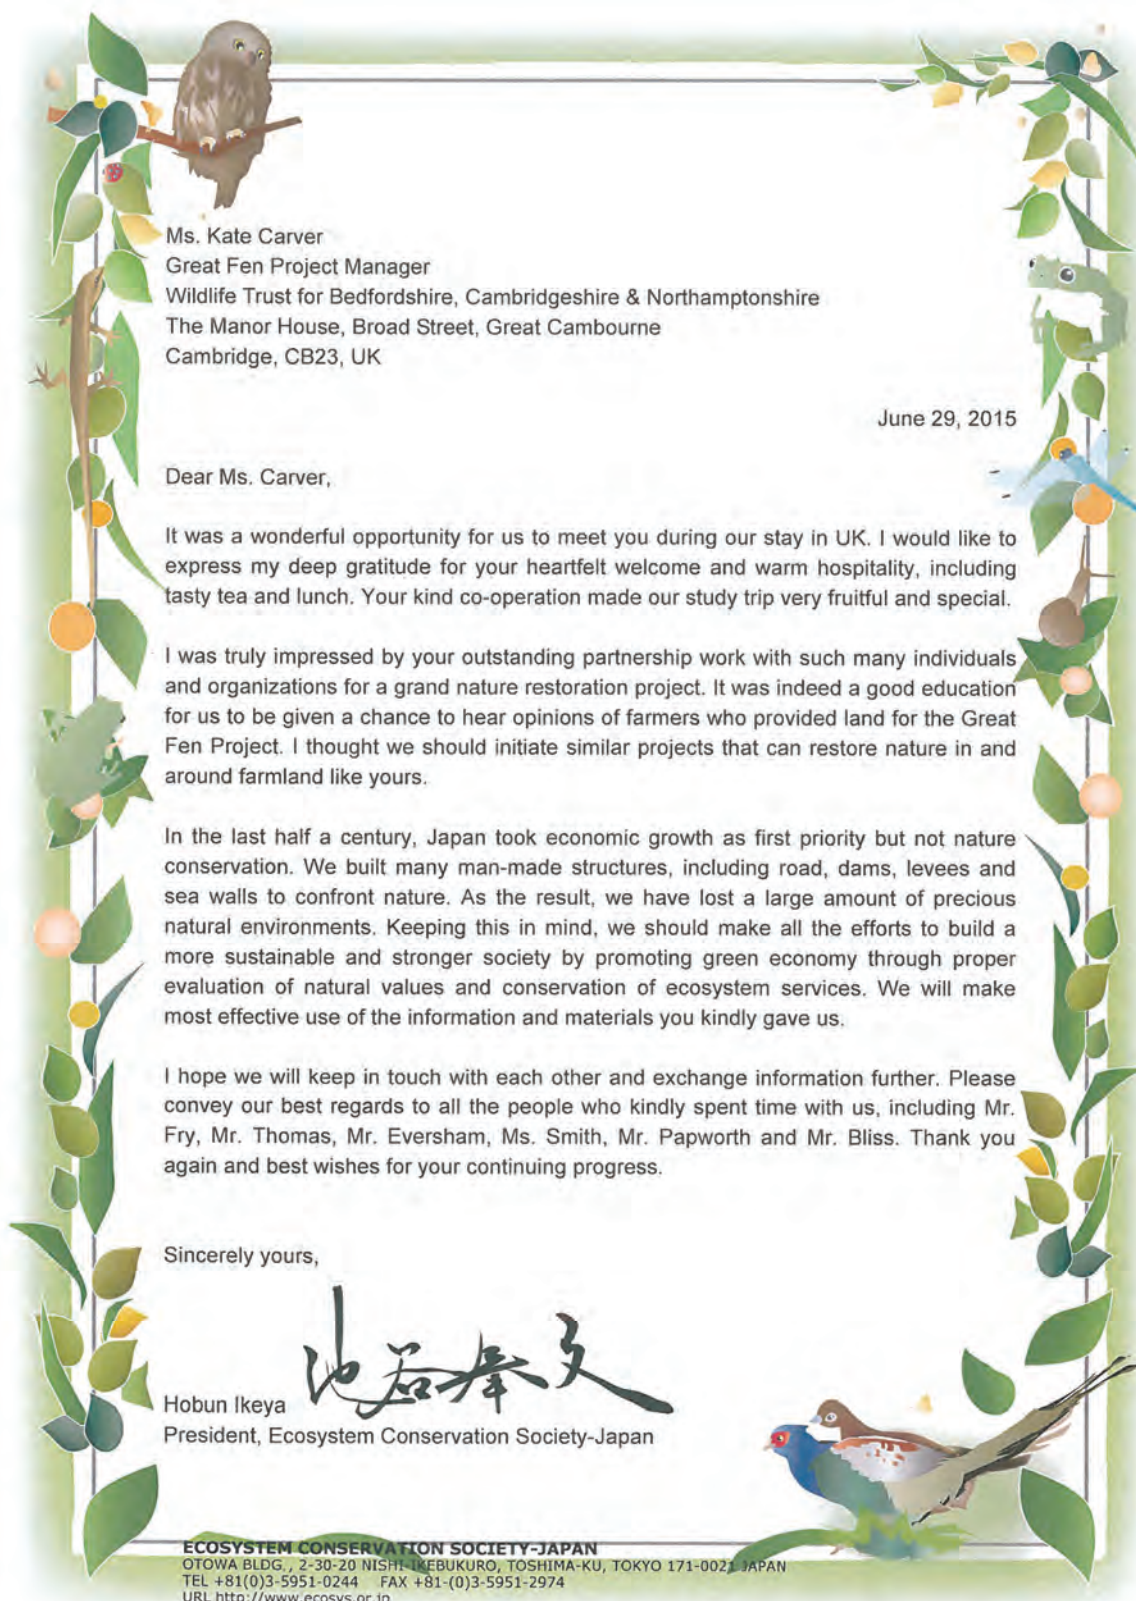 Ms. Kate Carver
Great Fen Project Manager
Wildlife Trust for Bedfordshire, Cambridgeshire & Northamptonshire
The Manor House, Broad Street, Great Cambourne
Cambridge, CB23, UK
June 29, 2015
Dear Ms. Carver,
It was a wonderful opportunity for us to meet you during our stay in UK. I would like to
express my deep gratitude for your heartfelt welcome and warm hospitality, including
tasty tea and lunch. Your kind co-operation made our study trip very fruitful and special.
I was truly impressed by your outstanding partnership work with such many individuals
and organizations for a grand nature restoration project. It was indeed a good education
for us to be given a chance to hear opinions of farmers who provided land for the Great
Fen Project. I thought we should initiate similar projects that can restore nature in and
around farmland like yours.
In the last half a century, Japan took economic growth as first priority but not nature
conservation. We built many man-made structures, including road, dams, levees and
sea walls to confront nature. As the result, we have lost a large amount of precious
natural environments. Keeping this in mind, we should make all the efforts to build a
more sustainable and stronger society by promoting green economy through proper
evaluation of natural values and conservation of ecosystem services. We will make
most effective use of the information and materials you kindly gave us.
I hope we will keep in touch with each other and exchange information further. Please
convey our best regards to all the people who kindly spent time with us, including Mr.
Fry, Mr. Thomas, Mr. Eversham, Ms. Smith, Mr. Papworth and Mr. Bliss. Thank you
again and best wishes for your continuing progress.
Sincerely yours,
池谷奉文
Hobun Ikeya
President, Ecosystem Conservation Society-Japan
ECOSYSTEM CONSERVATION SOCIETY-JAPAN
OTOWA BLDG., 2-30-20 NISHI-IKEBUKURO, TOSHIMA-KU, TOKYO 171-0021 JAPAN
TEL +81(0)3-5951-0244 FAX +81-(0)3-5951-2974
URL http://www.ecosys.or.jp